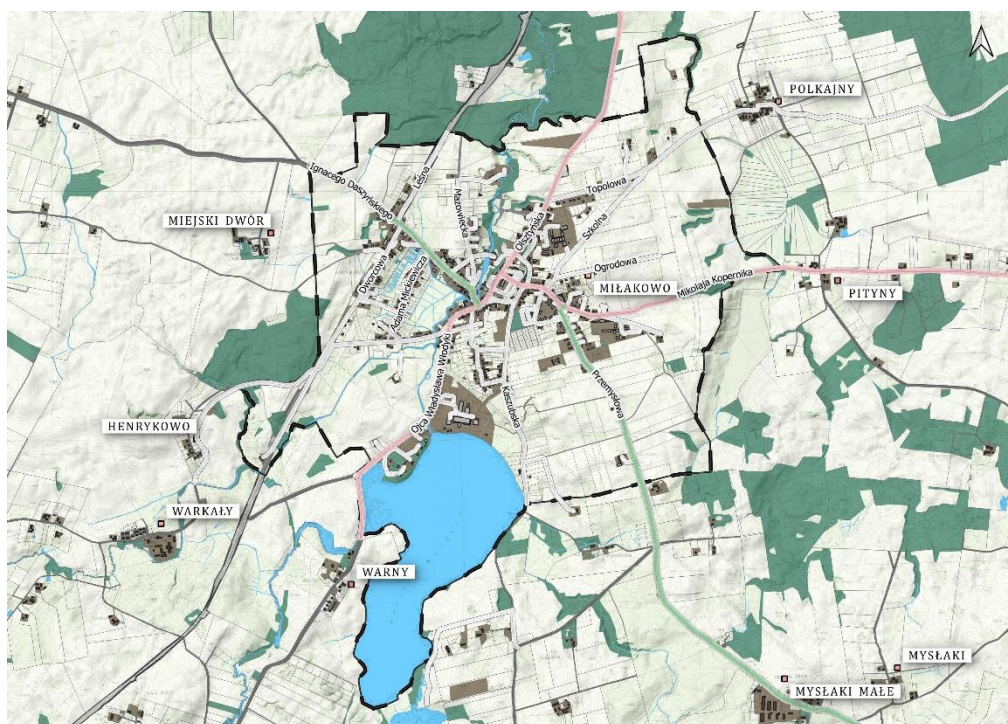 POLKAJNY
Ignacego Daszyńskiego
Leśna
Mazowiecka
Topolowa
Szkolna
Olsztyńska
MIEJSKI DWÓR
Dworcowa
Adama Mickiewicza
Ogrodowa
MIŁAKOWO
Mikołaja Kopernika
PITYNY
Ojca Władysława Włodyki
Kaszubska
Przemysłowa
HENRYKOWO
WARKAŁY
WARNY
MYSŁAKI
MYSŁAKI MAŁE